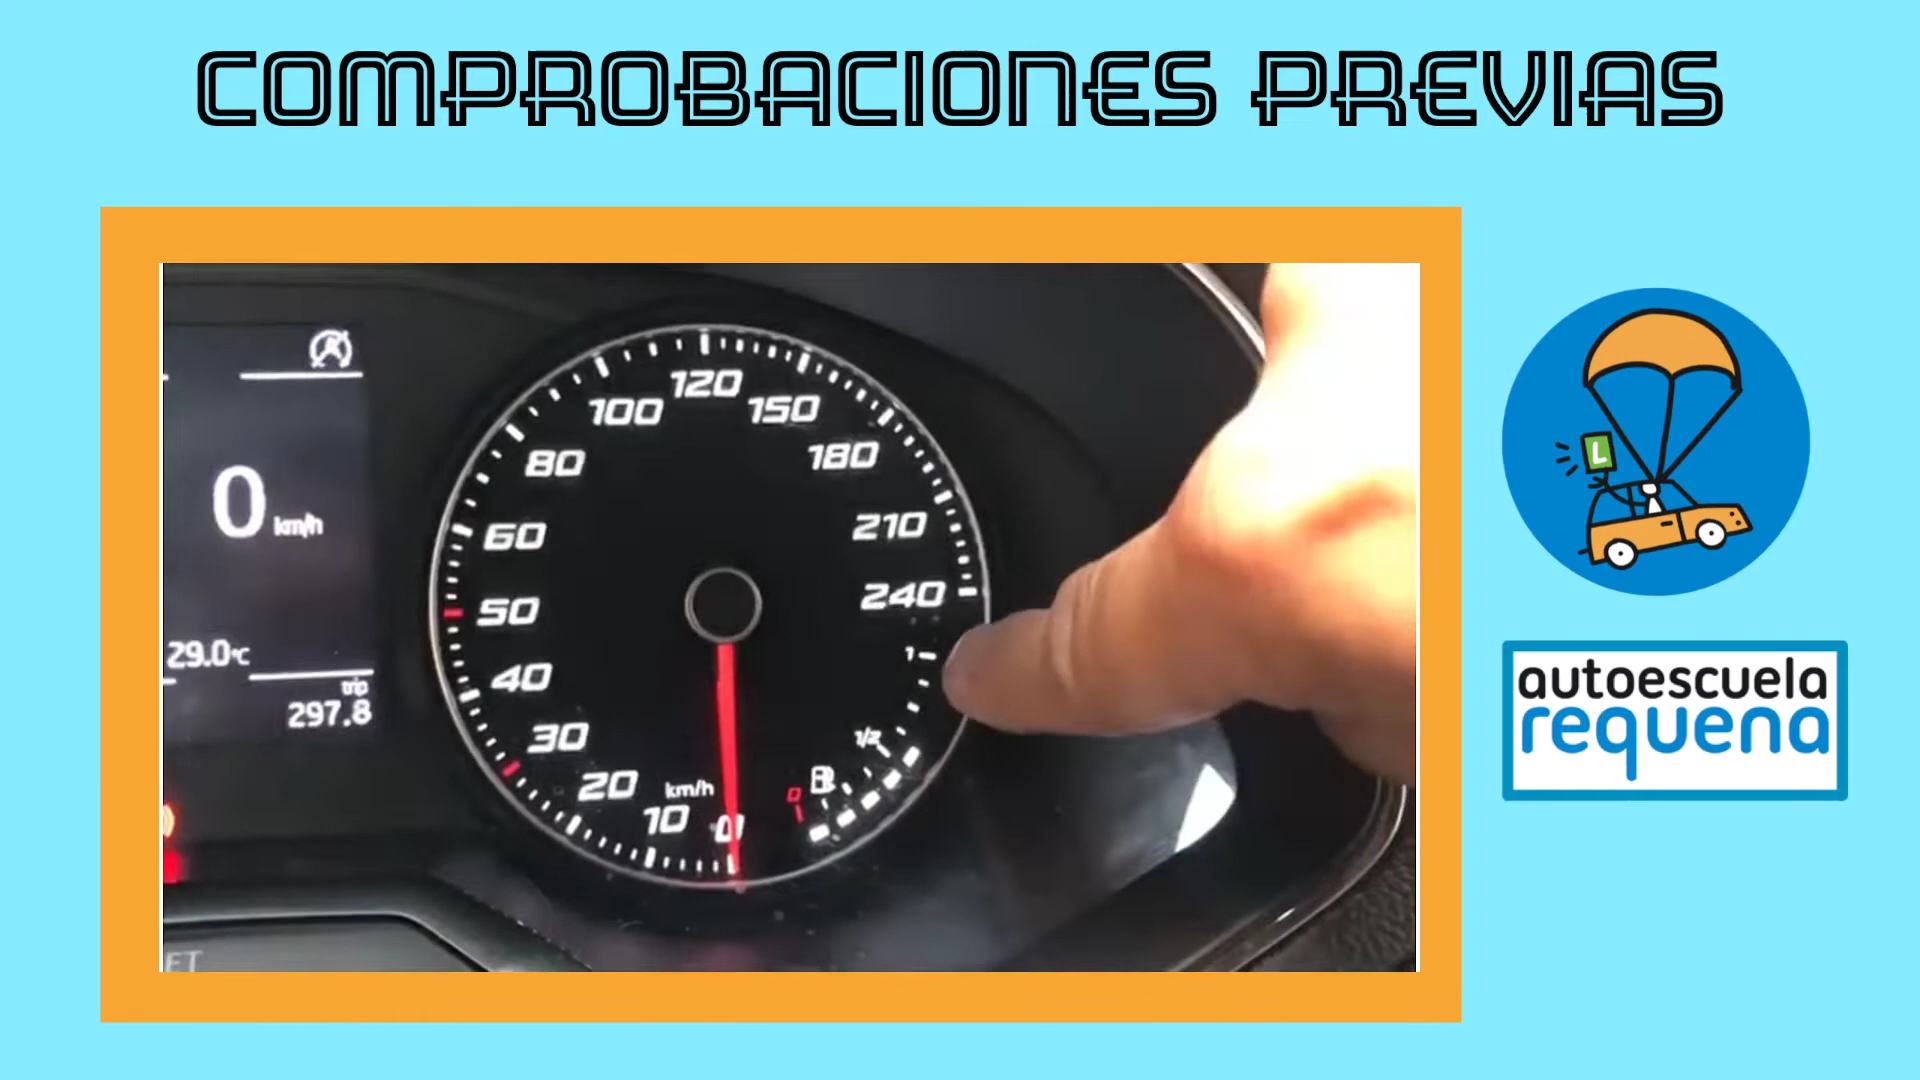 COMPROBACIONES PREVIAS
0 km/h
29.0°C
trip
297.8
120
100
150
80
180
60
210
50
240
40
1
30
1/2
20
km/h
0
10
0
L
autoescuela
requena